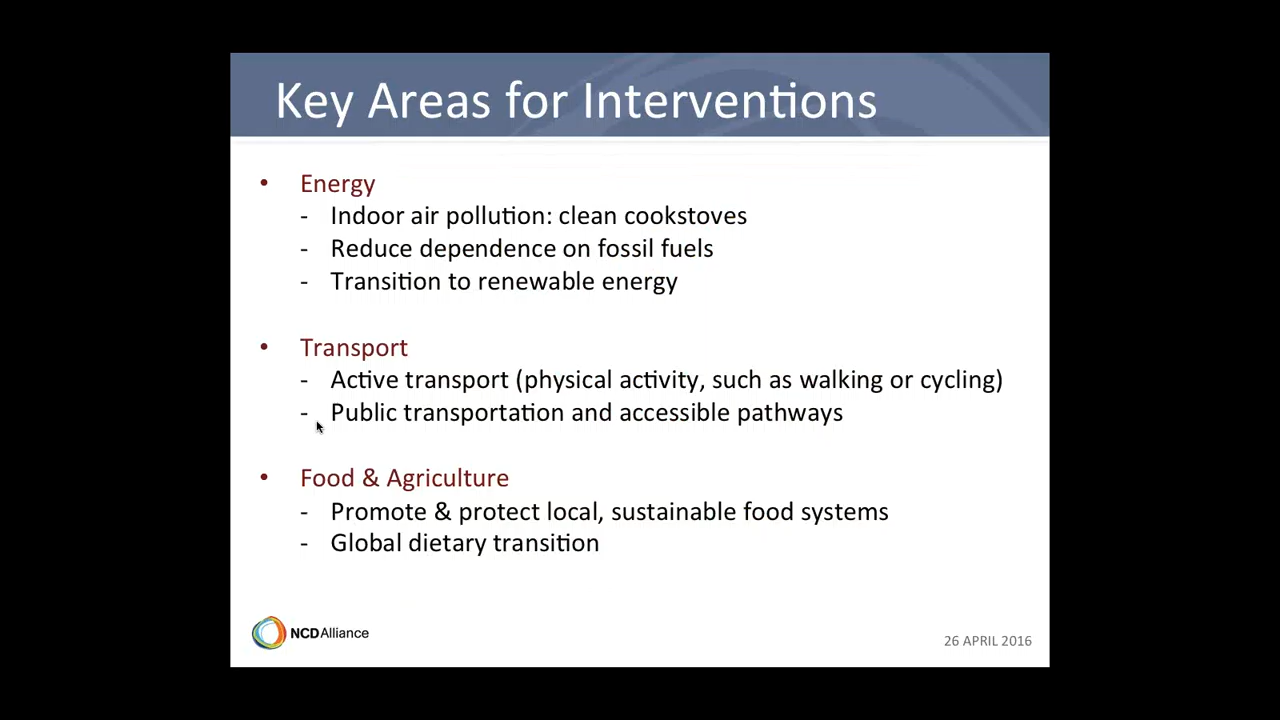 Key Areas for Interventions
• Energy
- Indoor air pollution: clean cookstoves
- Reduce dependence on fossil fuels
- Transition to renewable energy
• Transport
- Active transport (physical activity, such as walking or cycling)
- Public transportation and accessible pathways
• Food & Agriculture
- Promote & protect local, sustainable food systems
- Global dietary transition
NCDAlliance
26 APRIL 2016